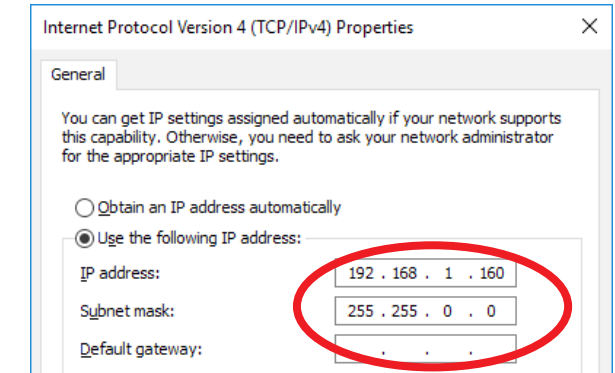 Internet Protocol Version 4 (TCP/IPv4) Properties
General
You can get IP settings assigned automatically if your network supports
this capability. Otherwise, you need to ask your network administrator
for the appropriate IP settings.
Obtain an IP address automatically
Use the following IP address:
IP address: 192 . 168 . 1 . 160
Subnet mask: 255 . 255 . 0 . 0
Default gateway: . . .